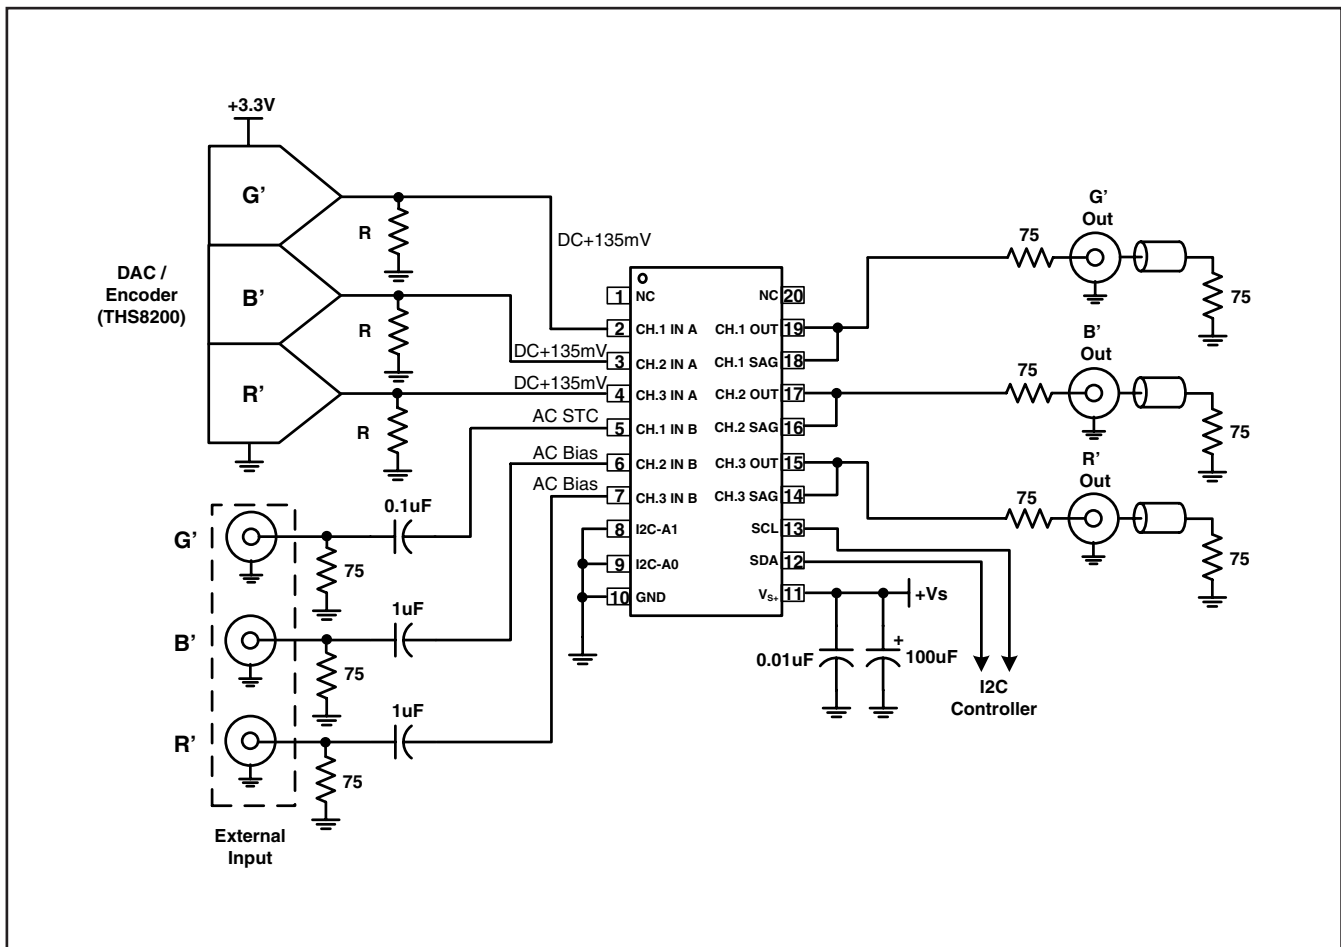 +3.3V
G’
B’
R’
DAC /
Encoder
(THS8200)
R
R
R
DC+135mV
DC+135mV
DC+135mV
AC STC
AC Bias
AC Bias
1 NC
2 CH.1 IN A
3 CH.2 IN A
4 CH.3 IN A
5 CH.1 IN B
6 CH.2 IN B
7 CH.3 IN B
8 I2C-A1
9 I2C-A0
10 GND
NC 20
CH.1 OUT 19
CH.1 SAG 18
CH.2 OUT 17
CH.2 SAG 16
CH.3 OUT 15
CH.3 SAG 14
SCL 13
SDA 12
VS+ 11
G’
Out
75
75
B’
Out
75
75
R’
Out
75
75
+Vs
0.01uF
+
100uF
I2C
Controller
G’
0.1uF
75
B’
1uF
75
R’
1uF
75
External
Input